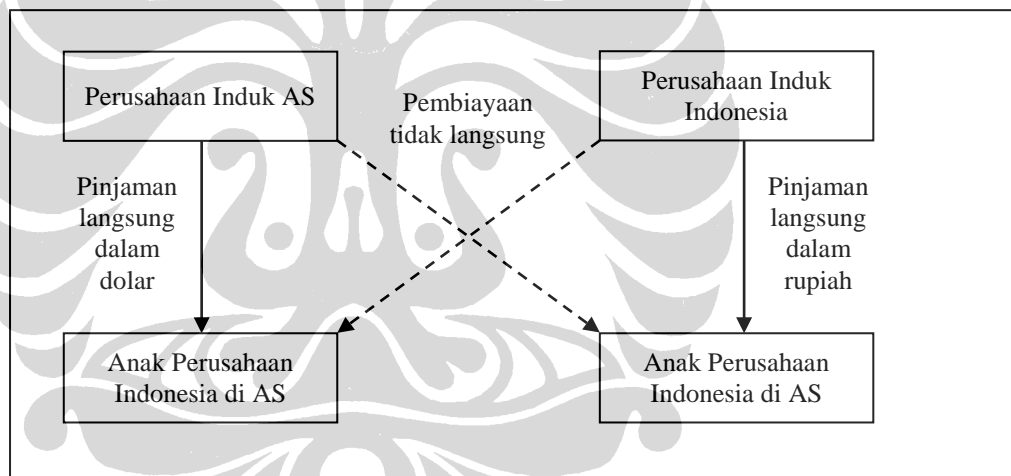 Perusahaan Induk AS
Pembiayaan
tidak langsung
Perusahaan Induk
Indonesia
Pinjaman
langsung
dalam
dolar
Pinjaman
langsung
dalam
rupiah
Anak Perusahaan
Indonesia di AS
Anak Perusahaan
Indonesia di AS